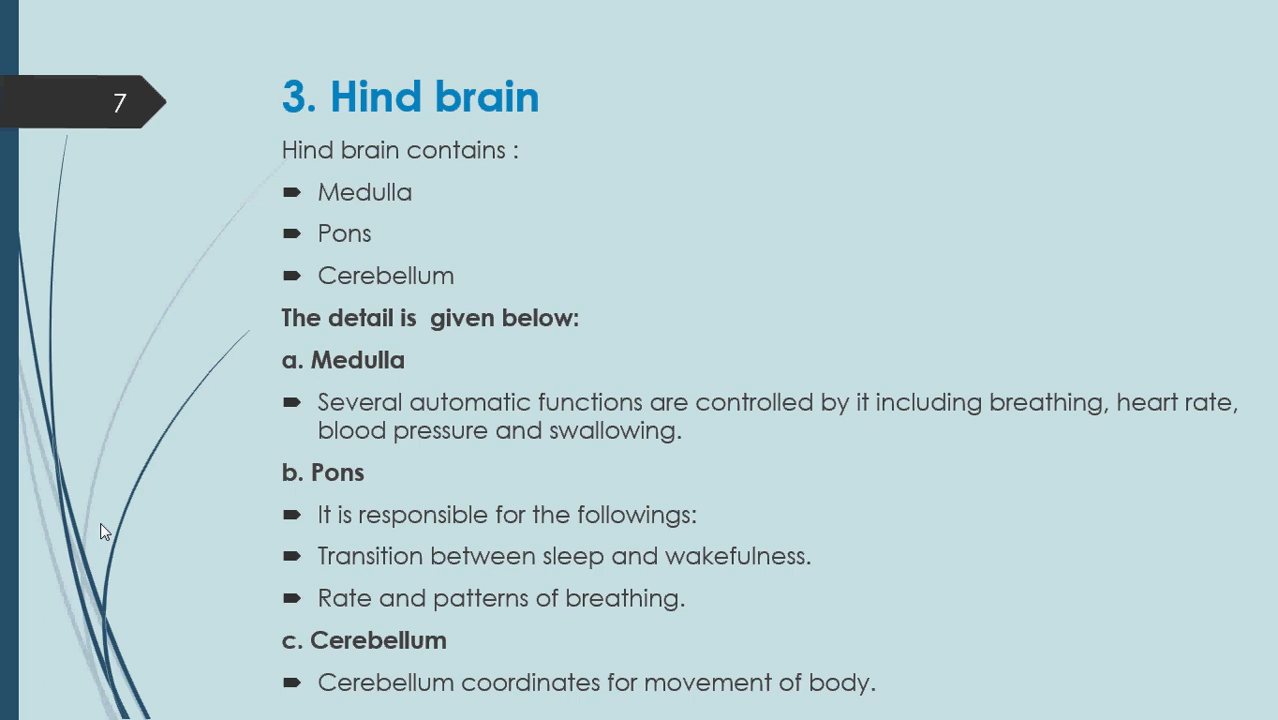 7
3. Hind brain
Hind brain contains :
Medulla
Pons
Cerebellum
The detail is  given below:
a. Medulla
Several automatic functions are controlled by it including breathing, heart rate,
blood pressure and swallowing.
b. Pons
It is responsible for the followings:
Transition between sleep and wakefulness.
Rate and patterns of breathing.
c. Cerebellum
Cerebellum coordinates for movement of body.